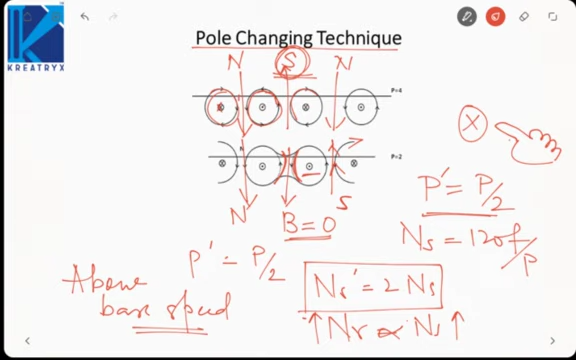 KREATRYX
Pole Changing Technique
N S N
P=4
X
P=2
N S
B=0
P' = P/2
P' = P/2
Ns = 120f/P
Above
base speed
Ns' = 2 Ns
↑ Nr ∝ Ns ↑